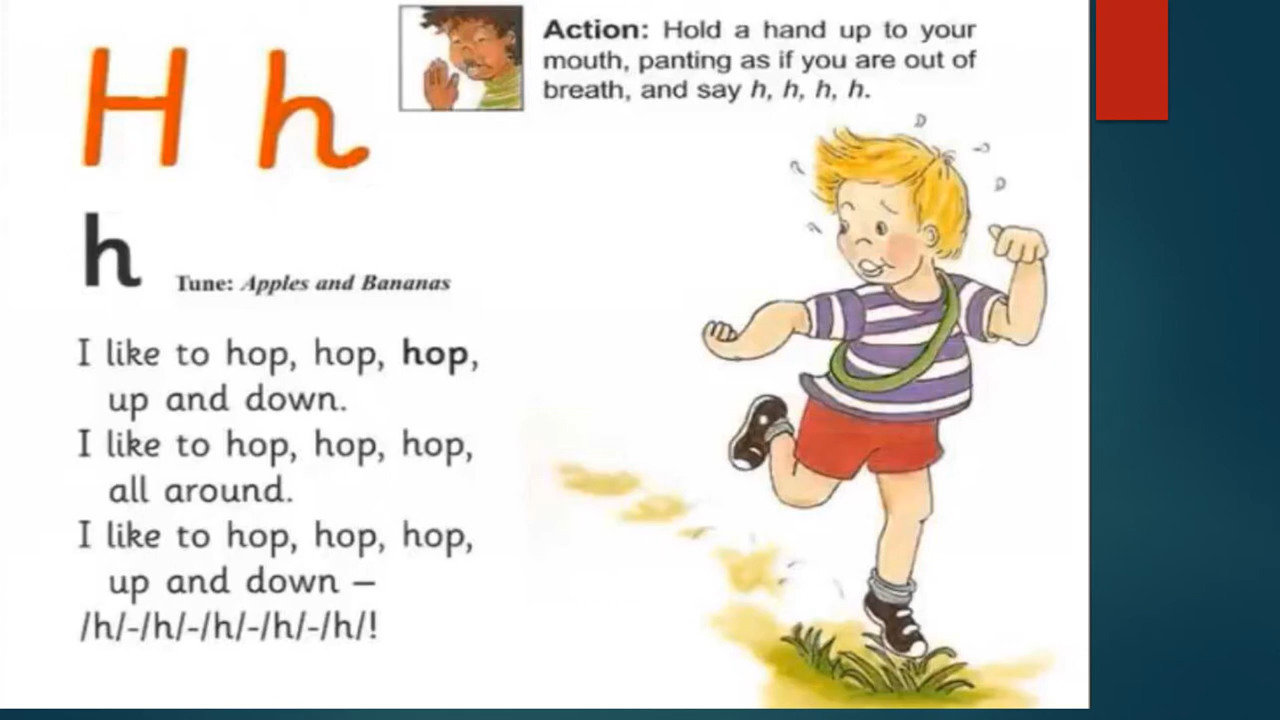 H h
Action: Hold a hand up to your
mouth, panting as if you are out of
breath, and say h, h, h, h.
h
Tune: Apples and Bananas
I like to hop, hop, hop,
up and down.
I like to hop, hop, hop,
all around.
I like to hop, hop, hop,
up and down –
/h/-/h/-/h/-/h/-/h/!